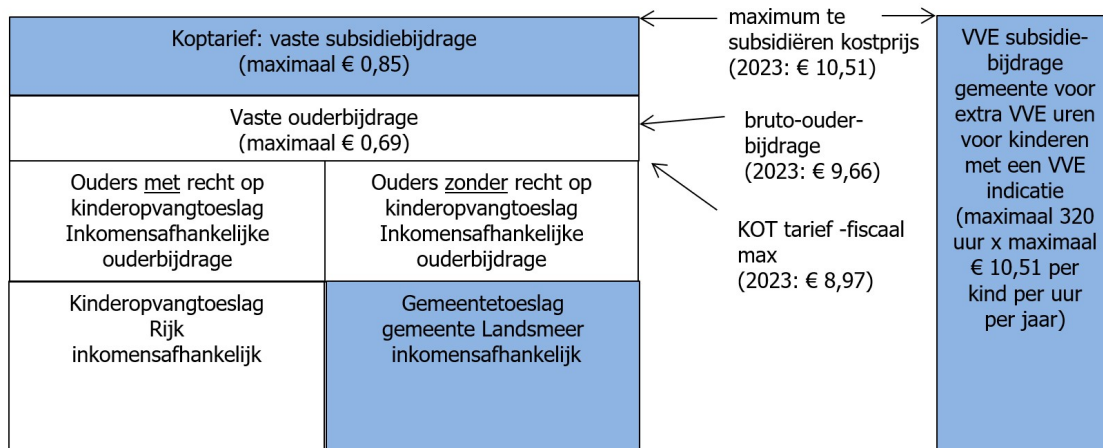 Koptarief: vaste subsidiebijdrage
(maximaal € 0,85)
Vaste ouderbijdrage
(maximaal € 0,69)
Ouders met recht op
kinderopvangtoeslag
Inkomensafhankelijke
ouderbijdrage
Ouders zonder recht op
kinderopvangtoeslag
Inkomensafhankelijke
ouderbijdrage
Kinderopvangtoeslag
Rijk
inkomensafhankelijk
Gemeentetoeslag
gemeente Landsmeer
inkomensafhankelijk
maximum te
subsidiëren kostprijs
(2023: € 10,51)
bruto-ouder-
bijdrage
(2023: € 9,66)
KOT tarief -fiscaal
max
(2023: € 8,97)
VVE subsidie-
bijdrage
gemeente voor
extra VVE uren
voor kinderen
met een VVE
indicatie
(maximaal 320
uur x maximaal
€ 10,51 per
kind per uur
per jaar)